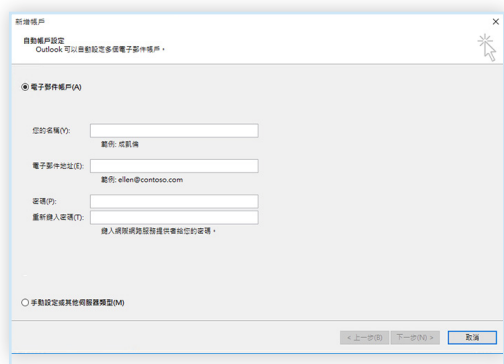 新增帳戶
自動帳戶設定
Outlook 可以自動設定多個電子郵件帳戶。
電子郵件帳戶(A)
您的名稱(Y):
範例: 成凱倫
電子郵件地址(E):
範例: ellen@contoso.com
密碼(P):
重新鍵入密碼(T):
鍵入網際網路服務提供者給您的密碼。
手動設定或其他伺服器類型(M)
< 上一步(B) 下一步(N) > 取消